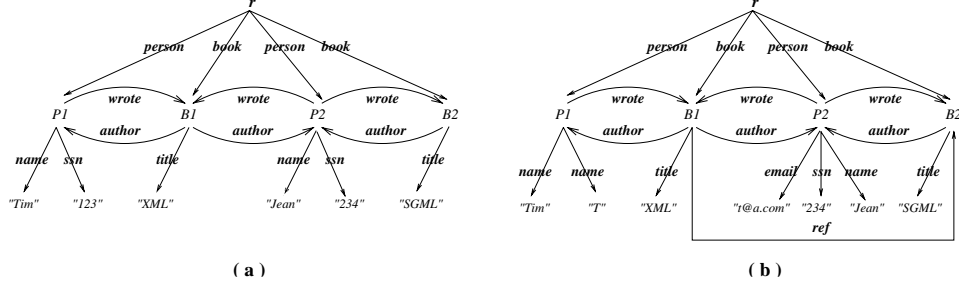 r r
person book person book person book person book
wrote wrote wrote wrote wrote wrote
P1 B1 P2 B2 P1 B1 P2 B2
author author author author author author
name ssn title name ssn title name name title email ssn name title
"Tim" "123" "XML" "Jean" "234" "SGML" "Tim" "T" "XML" "t@a.com" "234" "Jean" "SGML"
ref
( a ) ( b )